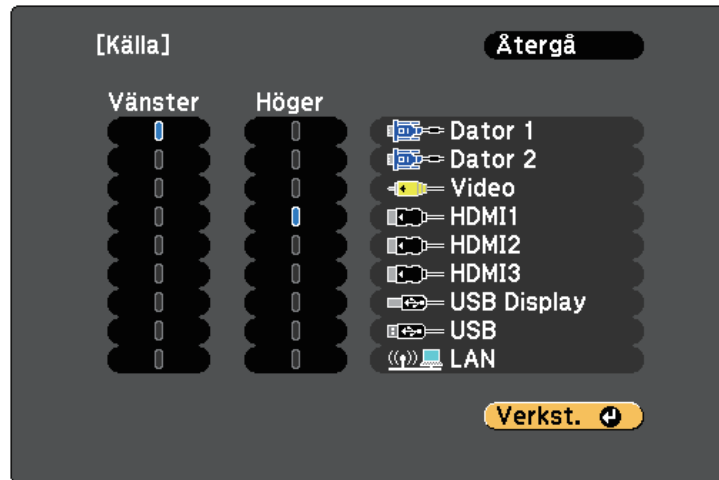 [Källa]
Återgå
Vänster Höger
Dator 1
Dator 2
Video
HDMI1
HDMI2
HDMI3
USB Display
USB
LAN
Verkst.